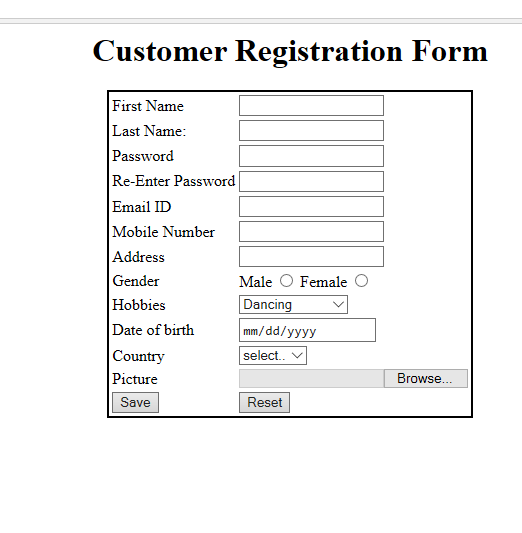 Customer Registration Form
First Name
Last Name:
Password
Re-Enter Password
Email ID
Mobile Number
Address
Gender Male Female
Hobbies Dancing
Date of birth mm/dd/yyyy
Country select..
Picture Browse...
Save Reset